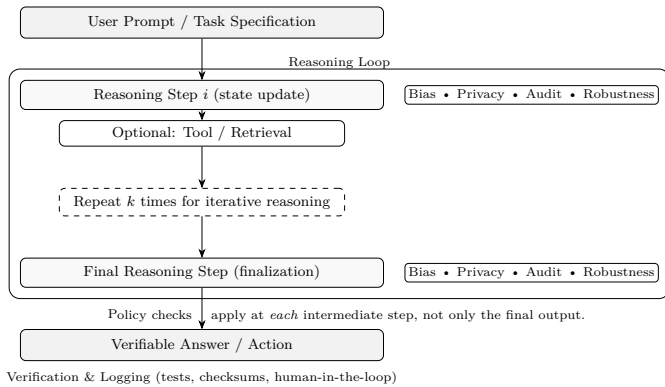 User Prompt / Task Specification
Reasoning Loop
Reasoning Step i (state update)
Bias • Privacy • Audit • Robustness
Optional: Tool / Retrieval
Repeat k times for iterative reasoning
Final Reasoning Step (finalization)
Bias • Privacy • Audit • Robustness
Policy checks apply at each intermediate step, not only the final output.
Verifiable Answer / Action
Verification & Logging (tests, checksums, human-in-the-loop)